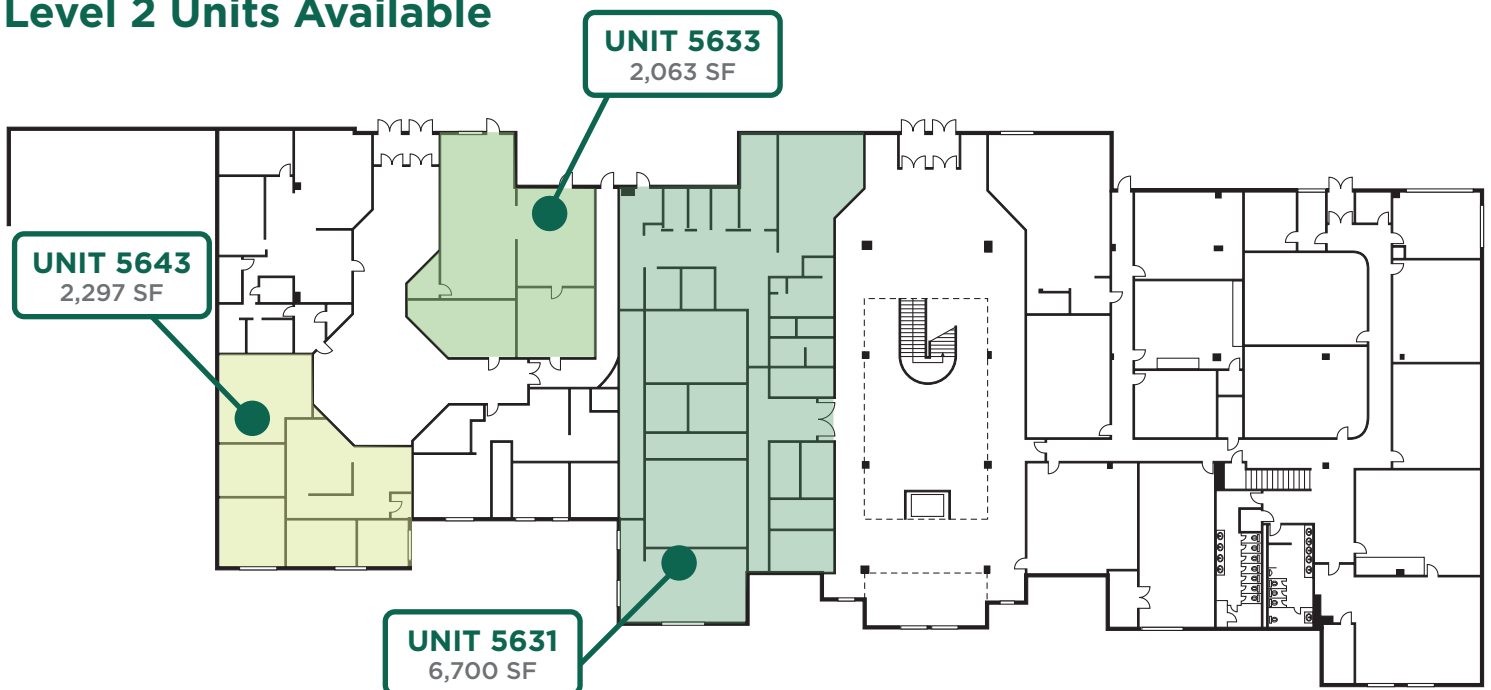 Level 2 Units Available
UNIT 5633
2,063 SF
UNIT 5643
2,297 SF
UNIT 5631
6,700 SF